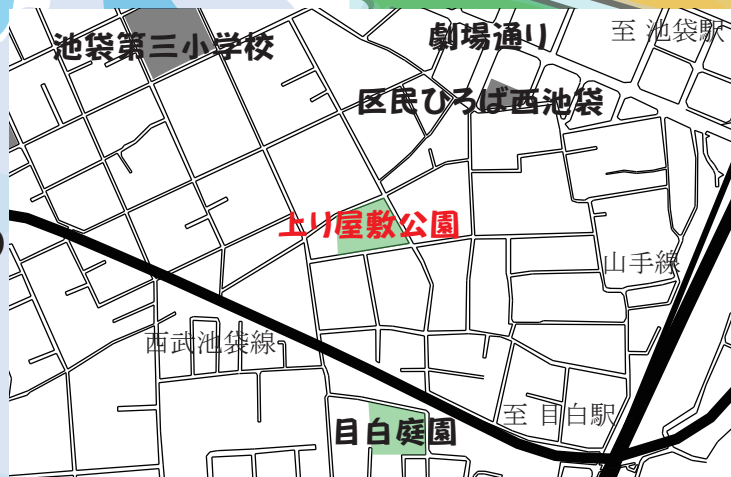 至 池袋駅
劇場通り
池袋第三小学校
区民ひろば西池袋
上り屋敷公園
山手線
西武池袋線
至 目白駅
目白庭園